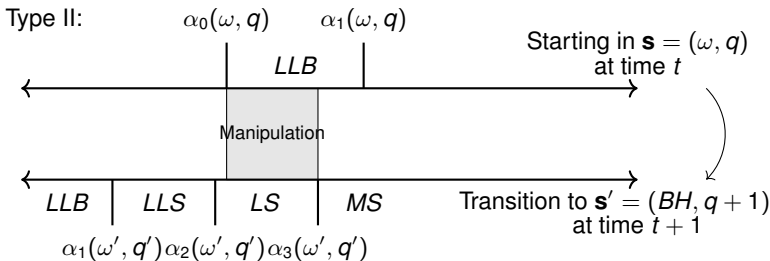 Type II:
α₀(ω, q) α₁(ω, q)
LLB
Starting in s = (ω, q)
at time t
Manipulation
LLB LLS LS MS
Transition to s′ = (BH, q + 1)
at time t + 1
α₁(ω′, q′) α₂(ω′, q′) α₃(ω′, q′)